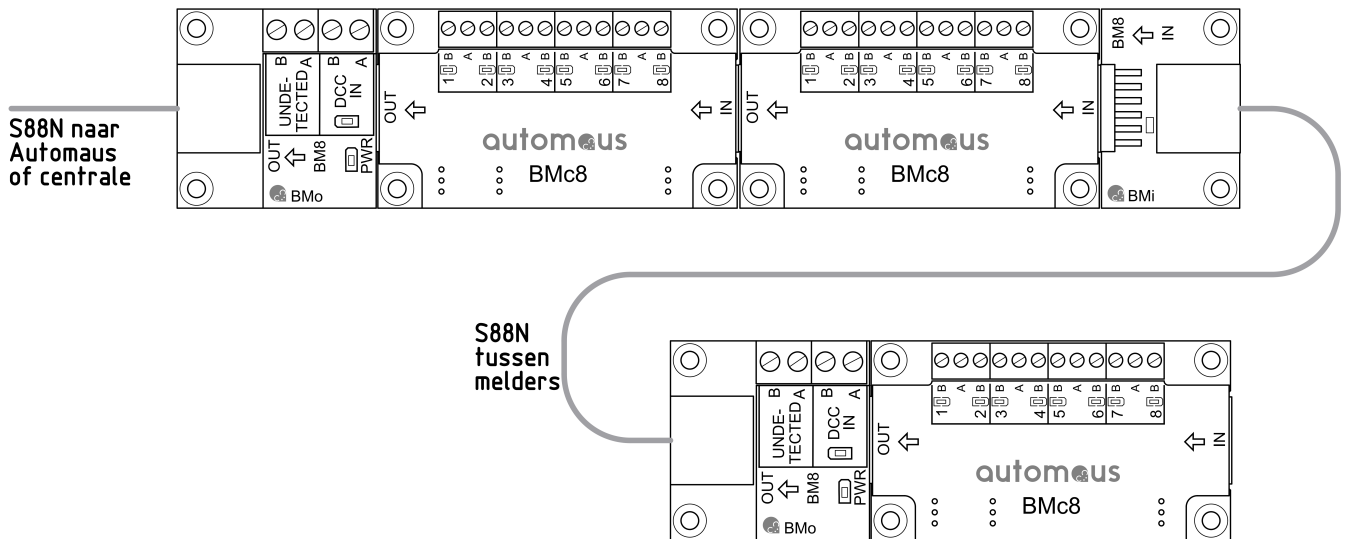 S88N naar
Automaus
of centrale
B A B A
UNDE-
TECTED
DCC
IN
OUT
BM8
PWR
BMo
B A B B A B B A B B A B
1 2 3 4 5 6 7 8
OUT
IN
automaus
BMc8
B A B B A B B A B B A B
1 2 3 4 5 6 7 8
OUT
IN
automaus
BMc8
BM8
IN
BMi
S88N
tussen
melders
B A B A
UNDE-
TECTED
DCC
IN
OUT
BM8
PWR
BMo
B A B B A B B A B B A B
1 2 3 4 5 6 7 8
OUT
IN
automaus
BMc8